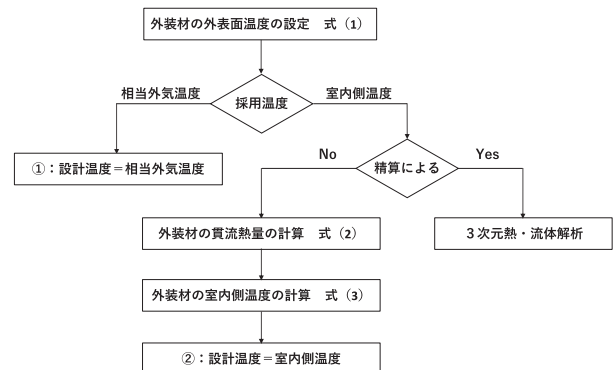 外装材の外表面温度の設定　式（1）
採用温度
相当外気温度
室内側温度
①：設計温度＝相当外気温度
精算による
No
Yes
外装材の貫流熱量の計算　式（2）
３次元熱・流体解析
外装材の室内側温度の計算　式（3）
②：設計温度＝室内側温度